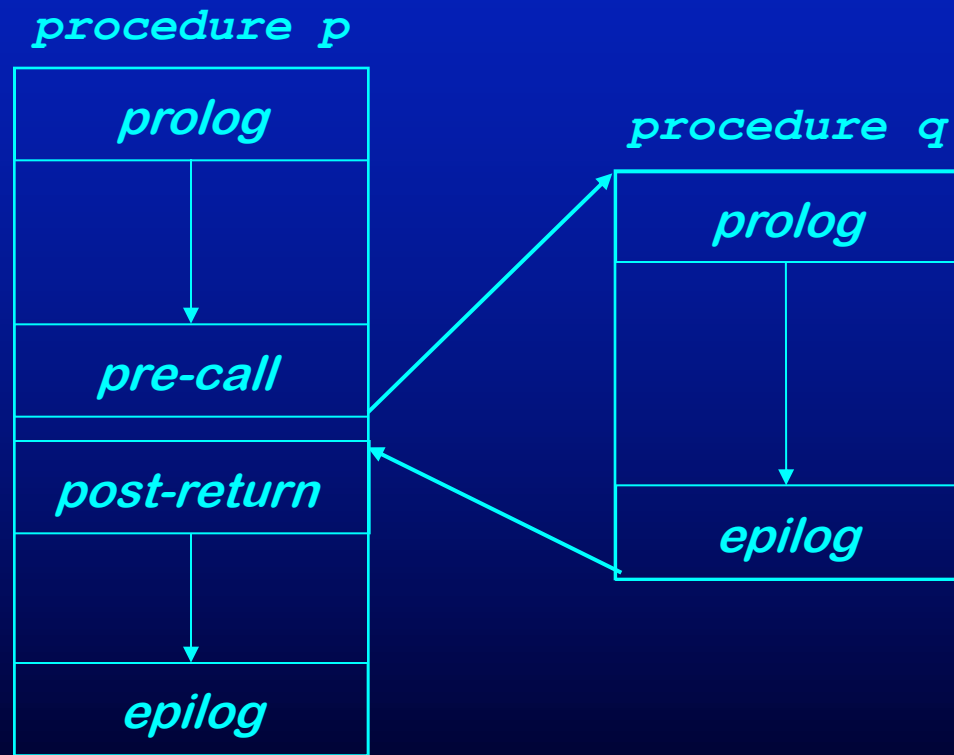 procedure p
prolog
pre-call
post-return
epilog
procedure q
prolog
epilog